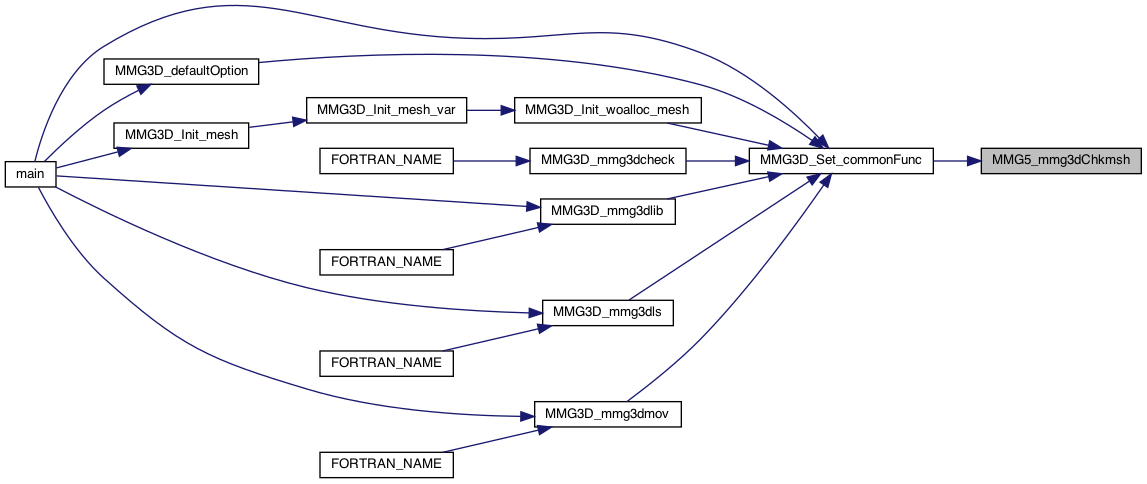 MMG3D_defaultOption
MMG3D_Init_mesh_var
MMG3D_Init_woalloc_mesh
MMG3D_Init_mesh
FORTRAN_NAME
MMG3D_mmg3dcheck
MMG3D_Set_commonFunc
MMG5_mmg3dChkmsh
main
MMG3D_mmg3dlib
FORTRAN_NAME
MMG3D_mmg3dls
FORTRAN_NAME
MMG3D_mmg3dmov
FORTRAN_NAME